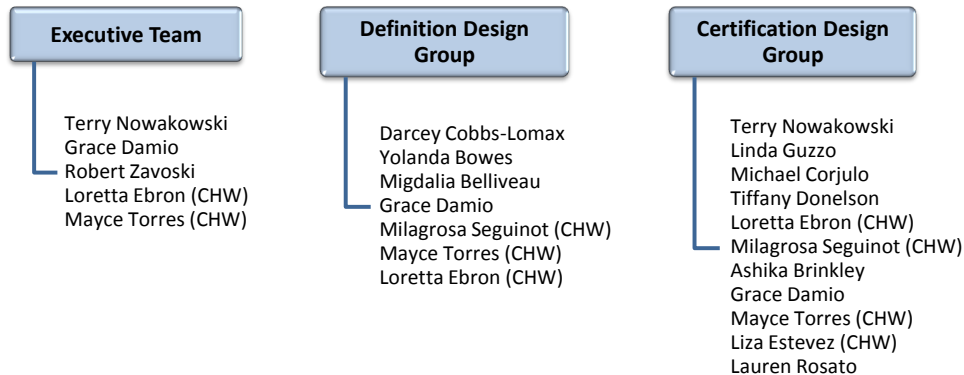 Executive Team
Terry Nowakowski
Grace Damio
Robert Zavoski
Loretta Ebron (CHW)
Mayce Torres (CHW)
Definition Design
Group
Darcey Cobbs-Lomax
Yolanda Bowes
Migdalia Belliveau
Grace Damio
Milagrosa Seguinot (CHW)
Mayce Torres (CHW)
Loretta Ebron (CHW)
Certification Design
Group
Terry Nowakowski
Linda Guzzo
Michael Corjulo
Tiffany Donelson
Loretta Ebron (CHW)
Milagrosa Seguinot (CHW)
Ashika Brinkley
Grace Damio
Mayce Torres (CHW)
Liza Estevez (CHW)
Lauren Rosato